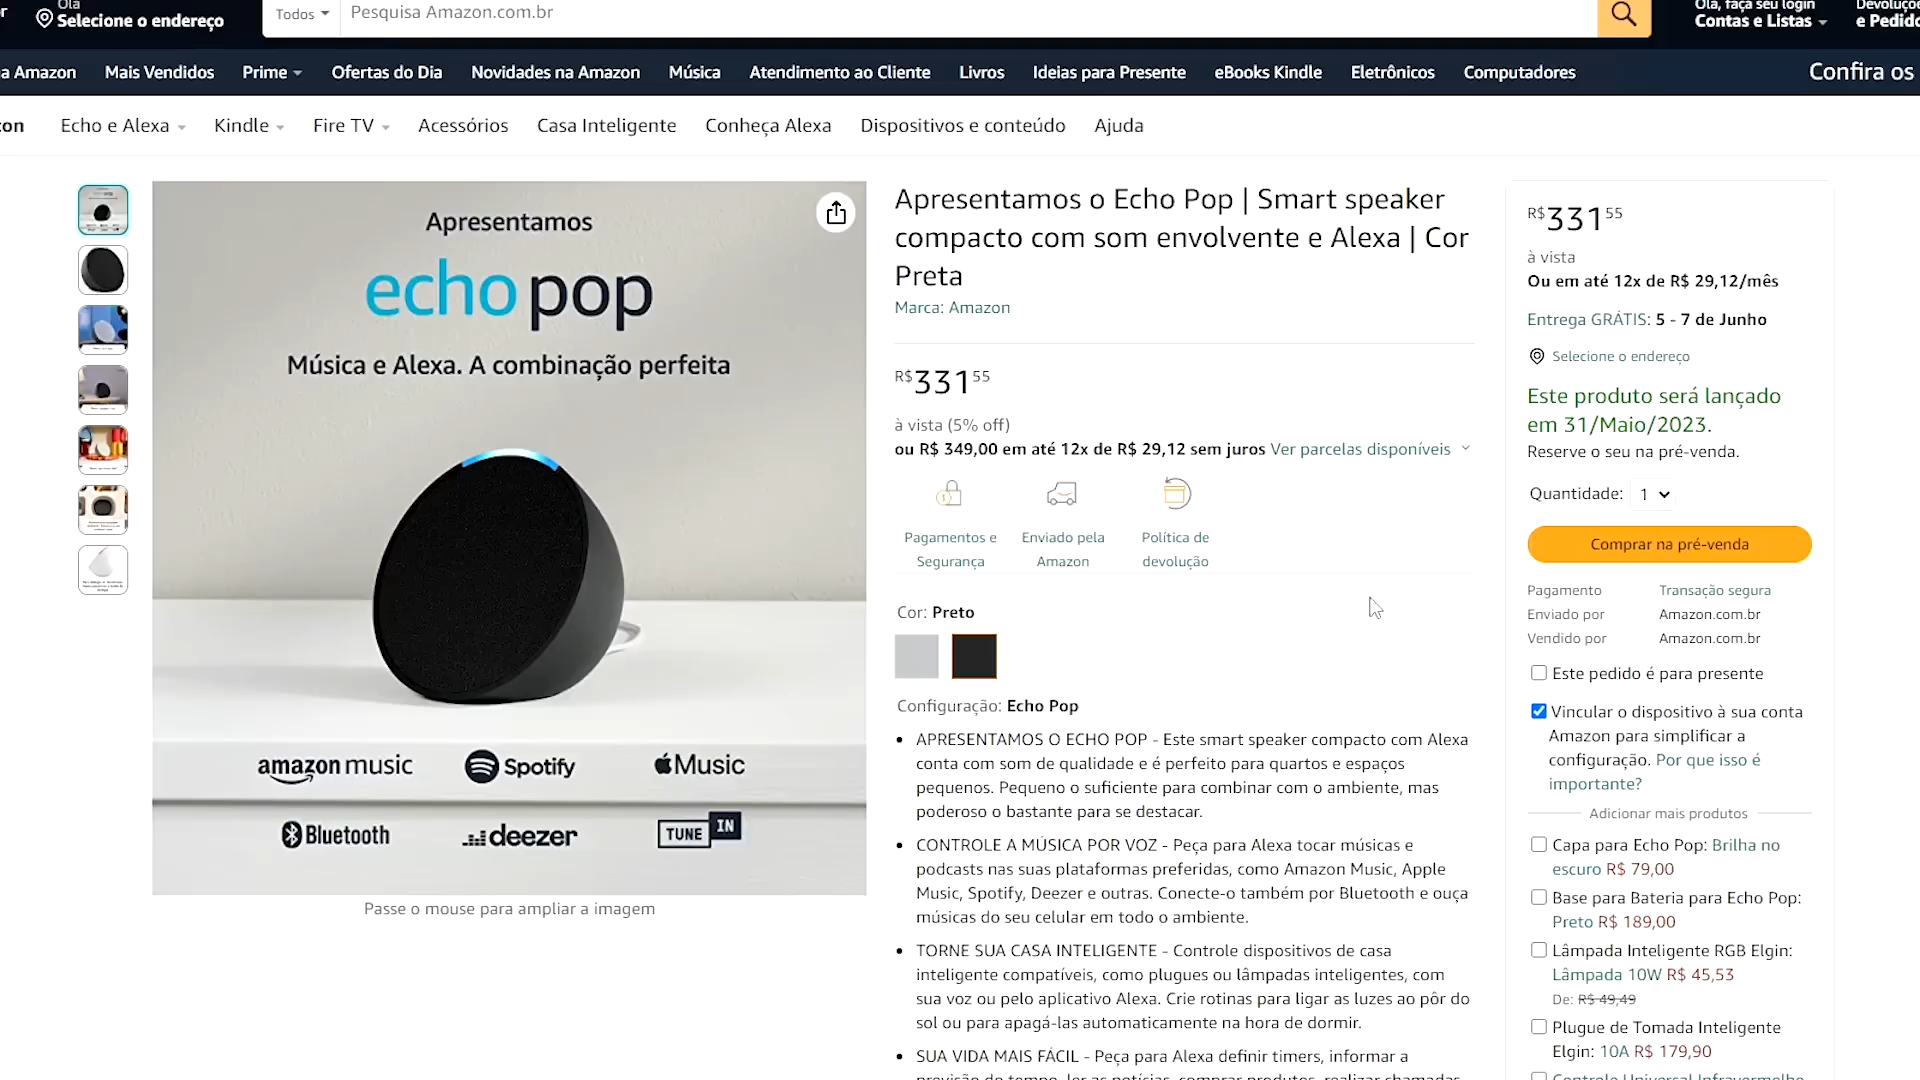 Olá
Selecione o endereço
Todos
Pesquisa Amazon.com.br
Olá, faça seu login
Contas e Listas
Devoluçõe
e Pedido
a Amazon
Mais Vendidos
Prime
Ofertas do Dia
Novidades na Amazon
Música
Atendimento ao Cliente
Livros
Ideias para Presente
eBooks Kindle
Eletrônicos
Computadores
Confira os
on
Echo e Alexa
Kindle
Fire TV
Acessórios
Casa Inteligente
Conheça Alexa
Dispositivos e conteúdo
Ajuda
Apresentamos
echo pop
Música e Alexa. A combinação perfeita
amazon music
Spotify
Music
Bluetooth
deezer
TUNE IN
Passe o mouse para ampliar a imagem
Apresentamos o Echo Pop | Smart speaker
compacto com som envolvente e Alexa | Cor
Preta
Marca: Amazon
R$ 331 55
à vista (5% off)
ou R$ 349,00 em até 12x de R$ 29,12 sem juros Ver parcelas disponíveis
Pagamentos e
Segurança
Enviado pela
Amazon
Política de
devolução
Cor: Preto
Configuração: Echo Pop
• APRESENTAMOS O ECHO POP - Este smart speaker compacto com Alexa
conta com som de qualidade e é perfeito para quartos e espaços
pequenos. Pequeno o suficiente para combinar com o ambiente, mas
poderoso o bastante para se destacar.
• CONTROLE A MÚSICA POR VOZ - Peça para Alexa tocar músicas e
podcasts nas suas plataformas preferidas, como Amazon Music, Apple
Music, Spotify, Deezer e outras. Conecte-o também por Bluetooth e ouça
músicas do seu celular em todo o ambiente.
• TORNE SUA CASA INTELIGENTE - Controle dispositivos de casa
inteligente compatíveis, como plugues ou lâmpadas inteligentes, com
sua voz ou pelo aplicativo Alexa. Crie rotinas para ligar as luzes ao pôr do
sol ou para apagá-las automaticamente na hora de dormir.
• SUA VIDA MAIS FÁCIL - Peça para Alexa definir timers, informar a
previsão do tempo, ler as notícias, comprar produtos, realizar chamadas
R$ 331 55
à vista
Ou em até 12x de R$ 29,12/mês
Entrega GRÁTIS: 5 - 7 de Junho
Selecione o endereço
Este produto será lançado
em 31/Maio/2023.
Reserve o seu na pré-venda.
Quantidade: 1
Comprar na pré-venda
Pagamento Transação segura
Enviado por Amazon.com.br
Vendido por Amazon.com.br
Este pedido é para presente
Vincular o dispositivo à sua conta
Amazon para simplificar a
configuração. Por que isso é
importante?
Adicionar mais produtos
Capa para Echo Pop: Brilha no
escuro R$ 79,00
Base para Bateria para Echo Pop:
Preto R$ 189,00
Lâmpada Inteligente RGB Elgin:
Lâmpada 10W R$ 45,53
De: R$ 49,49
Plugue de Tomada Inteligente
Elgin: 10A R$ 179,90
Controle Universal Infravermelho